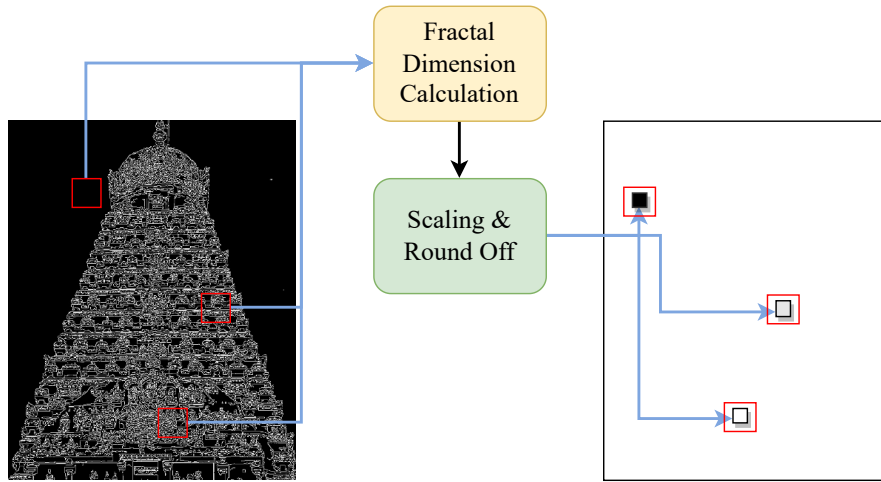 Fractal
Dimension
Calculation
Scaling &
Round Off